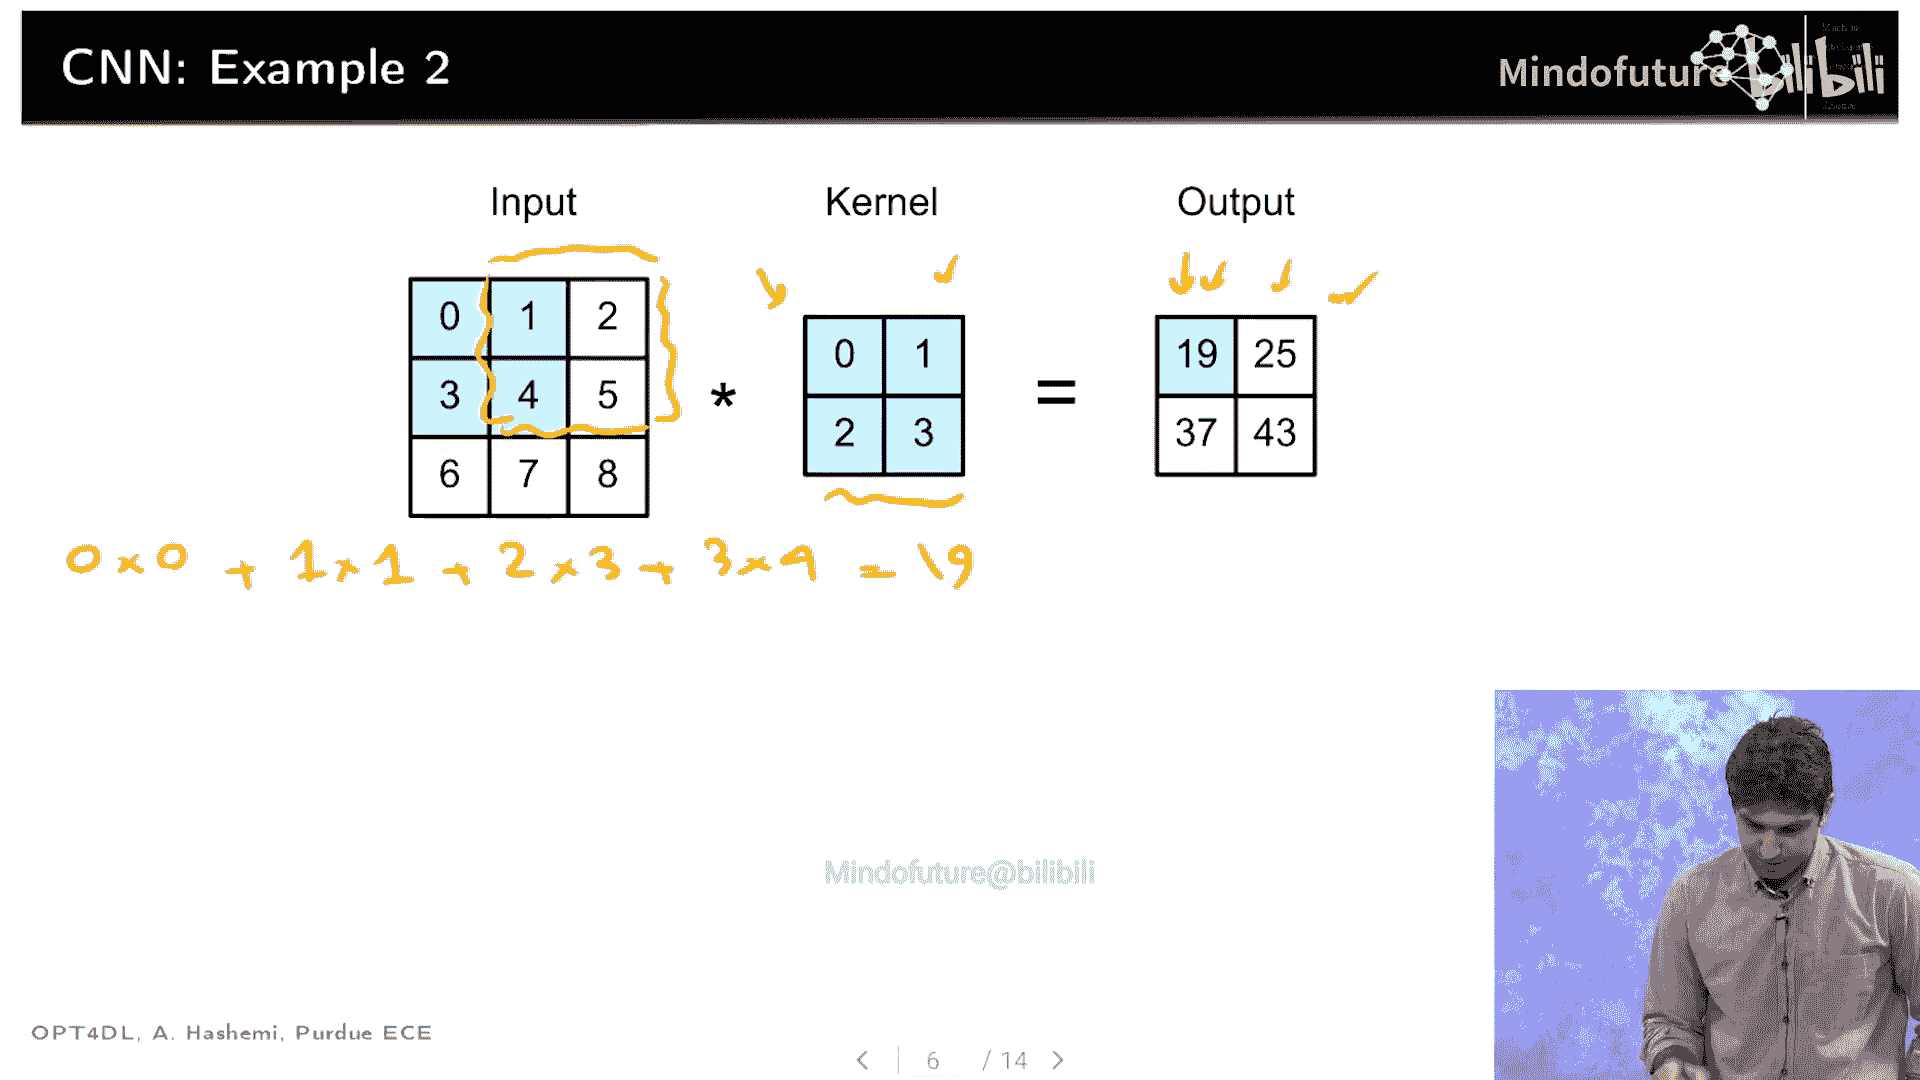 CNN: Example 2
Mindofuture bilibili
Input
Kernel
Output
0 1 2
3 4 5
6 7 8
*
0 1
2 3
=
19 25
37 43
0×0 + 1×1 + 2×3 + 3×4 = 19
Mindofuture@bilibili
OPT4DL, A. Hashemi, Purdue ECE
< 6 / 14 >